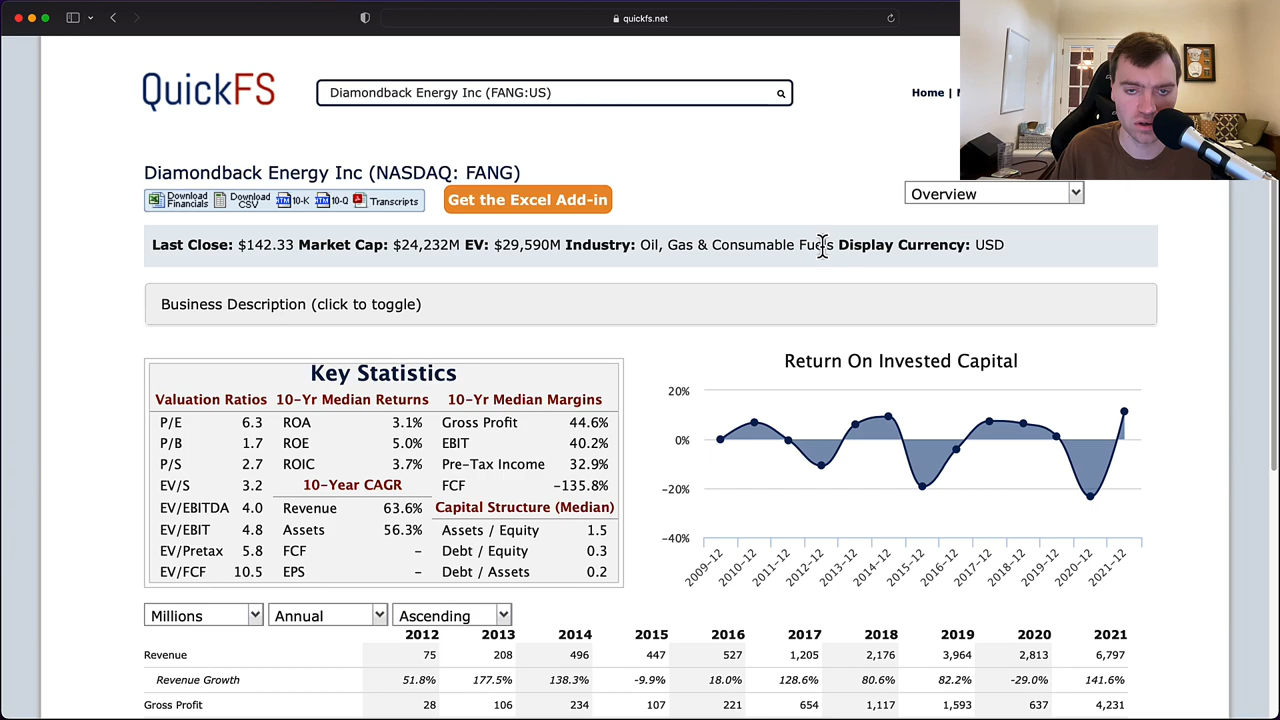 quickfs.net
QuickFS
Diamondback Energy Inc (FANG:US)
Home |
Diamondback Energy Inc (NASDAQ: FANG)
Download Financials
Download CSV
10-K
10-Q
Transcripts
Get the Excel Add-in
Overview
Last Close: $142.33 Market Cap: $24,232M EV: $29,590M Industry: Oil, Gas & Consumable Fuels Display Currency: USD
Business Description (click to toggle)
Key Statistics
Valuation Ratios 10-Yr Median Returns 10-Yr Median Margins
P/E 6.3 ROA 3.1% Gross Profit 44.6%
P/B 1.7 ROE 5.0% EBIT 40.2%
P/S 2.7 ROIC 3.7% Pre-Tax Income 32.9%
EV/S 3.2 10-Year CAGR FCF -135.8%
EV/EBITDA 4.0 Revenue 63.6% Capital Structure (Median)
EV/EBIT 4.8 Assets 56.3% Assets / Equity 1.5
EV/Pretax 5.8 FCF – Debt / Equity 0.3
EV/FCF 10.5 EPS – Debt / Assets 0.2
Return On Invested Capital
20%
0%
-20%
-40%
2009-12 2010-12 2011-12 2012-12 2013-12 2014-12 2015-12 2016-12 2017-12 2018-12 2019-12 2020-12 2021-12
Millions Annual Ascending
2012 2013 2014 2015 2016 2017 2018 2019 2020 2021
Revenue 75 208 496 447 527 1,205 2,176 3,964 2,813 6,797
Revenue Growth 51.8% 177.5% 138.3% -9.9% 18.0% 128.6% 80.6% 82.2% -29.0% 141.6%
Gross Profit 28 106 234 107 221 654 1,117 1,593 637 4,231